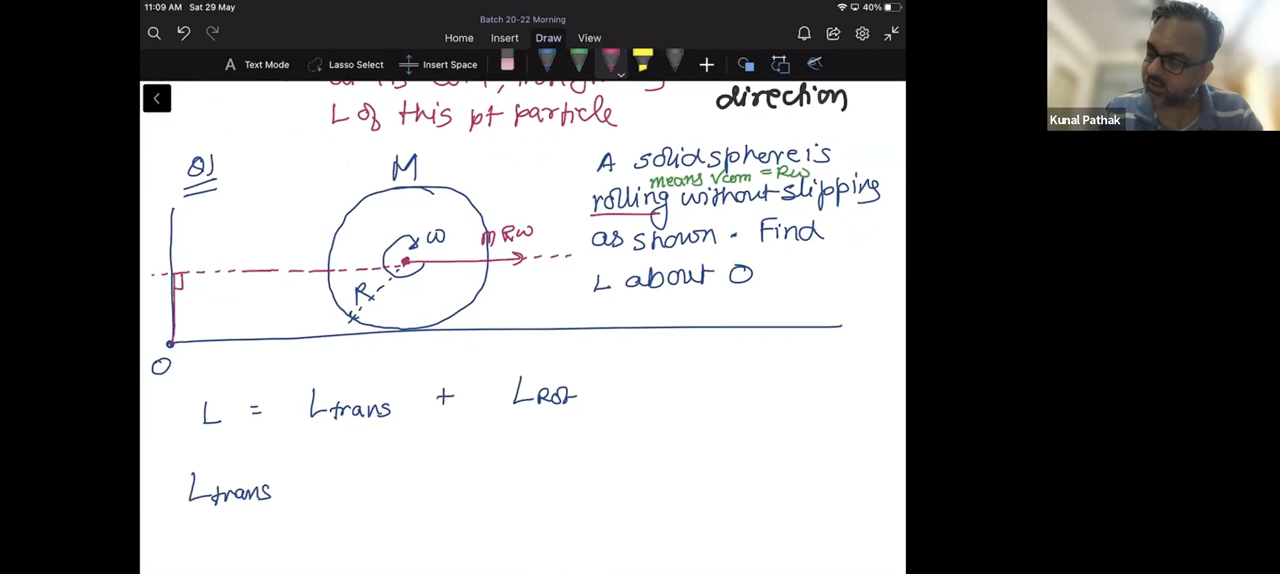 11:09 AM Sat 29 May
40%
Batch 20-22 Morning
Home Insert Draw View
Text Mode Lasso Select Insert Space
Kunal Pathak
direction
L of this pt particle
Q)
M
ω
mRω
R
O
A solid sphere is
means Vcom = Rω
rolling without slipping
as shown. Find
L about O
L = Ltrans + LRot
Ltrans